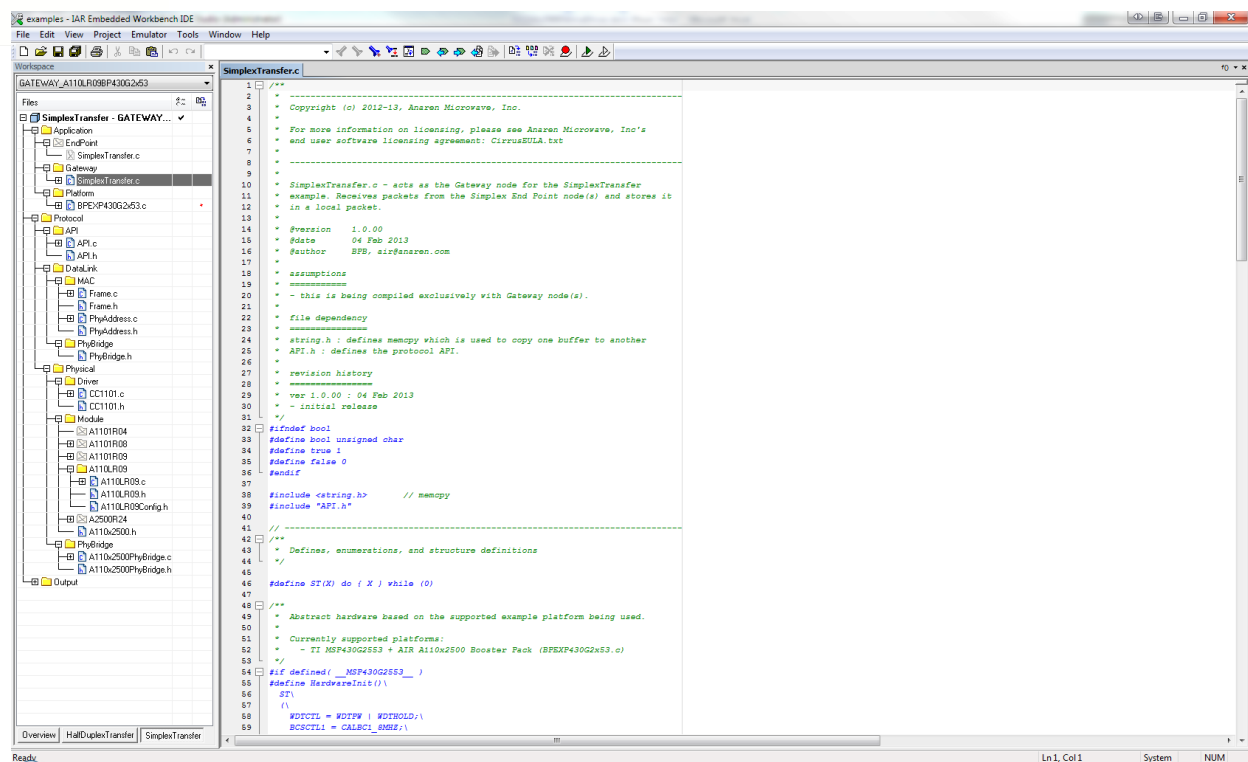 examples - IAR Embedded Workbench IDE
File Edit View Project Emulator Tools Window Help
Workspace
GATEWAY_A110LR09BP430G2x53
Files
SimplexTransfer - GATEWAY...
Application
EndPoint
SimplexTransfer.c
Gateway
SimplexTransfer.c
Platform
BPEXP430G2x53.c
Protocol
API
API.c
API.h
DataLink
MAC
Frame.c
Frame.h
PhyAddress.c
PhyAddress.h
PhyBridge
PhyBridge.h
Physical
Driver
CC1101.c
CC1101.h
Module
A1101R04
A1101R08
A1101R09
A110LR09
A110LR09.c
A110LR09.h
A110LR09Config.h
A2500R24
A110x2500.h
PhyBridge
A110x2500PhyBridge.c
A110x2500PhyBridge.h
Output
Overview HalfDuplexTransfer SimplexTransfer
SimplexTransfer.c
f0
1 /**
2 * -------------------------------------------------------------------------
3 * Copyright (c) 2012-13, Anaren Microwave, Inc.
4 *
5 * For more information on licensing, please see Anaren Microwave, Inc's
6 * end user software licensing agreement: CirrusEULA.txt
7 *
8 * -------------------------------------------------------------------------
9 *
10 * SimplexTransfer.c - acts as the Gateway node for the SimplexTransfer
11 * example. Receives packets from the Simplex End Point node(s) and stores it
12 * in a local packet.
13 *
14 * @version 1.0.00
15 * @date 04 Feb 2013
16 * @author BPB, air@anaren.com
17 *
18 * assumptions
19 * ===========
20 * - this is being compiled exclusively with Gateway node(s).
21 *
22 * file dependency
23 * ===============
24 * string.h : defines memcpy which is used to copy one buffer to another
25 * API.h : defines the protocol API.
26 *
27 * revision history
28 * ================
29 * ver 1.0.00 : 04 Feb 2013
30 * - initial release
31 */
32 #ifndef bool
33 #define bool unsigned char
34 #define true 1
35 #define false 0
36 #endif
37
38 #include <string.h> // memcpy
39 #include "API.h"
40
41 // -------------------------------------------------------------------------
42 /**
43 * Defines, enumerations, and structure definitions
44 */
45
46 #define ST(X) do { X } while (0)
47
48 /**
49 * Abstract hardware based on the supported example platform being used.
50 *
51 * Currently supported platforms:
52 * - TI MSP430G2553 + AIR A110x2500 Booster Pack (BPEXP430G2x53.c)
53 */
54 #if defined( __MSP430G2553__ )
55 #define HardwareInit()\
56 ST\
57 (\
58 WDTCTL = WDTPW | WDTHOLD;\
59 BCSCTL1 = CALBC1_8MHZ;\
Ready
Ln 1, Col 1 System NUM